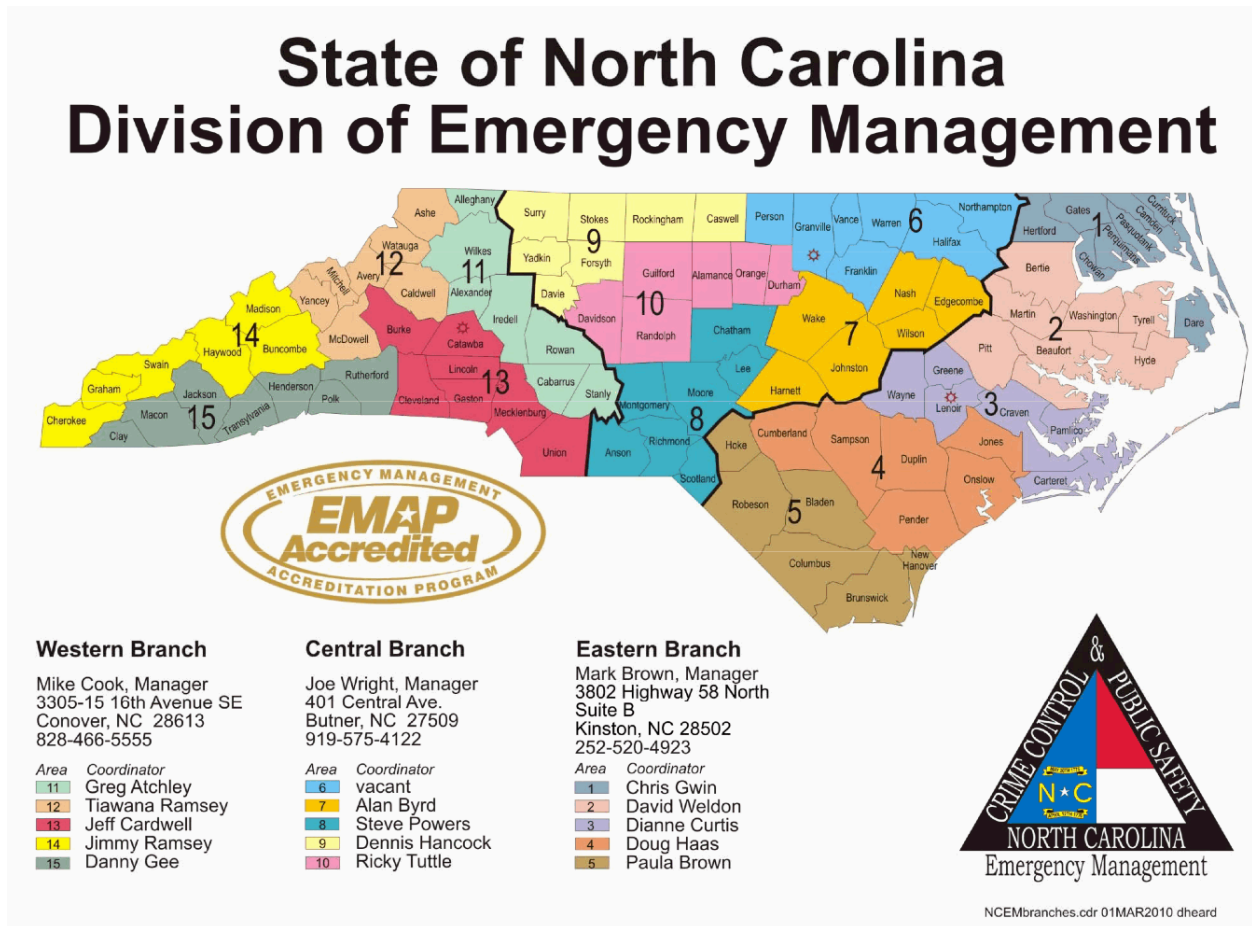 State of North Carolina
Division of Emergency Management
Alleghany
Ashe
Surry
Stokes
Rockingham
Caswell
Person
Granville
Vance
Warren
6
Northampton
Halifax
Gates
1
Hertford
Currituck
Camden
Pasquotank
Perquimans
Chowan
Watauga
12
Avery
Mitchell
Wilkes
11
Alexander
Caldwell
Yancey
McDowell
9
Yadkin
Forsyth
Davie
Guilford
Alamance
Orange
Durham
10
Davidson
Randolph
Franklin
Nash
Edgecombe
Wake
7
Wilson
Johnston
Harnett
Bertie
Martin
2
Washington
Tyrrell
Dare
Beaufort
Hyde
Pitt
Madison
14
Haywood
Buncombe
Swain
Graham
Cherokee
Burke
Catawba
Lincoln
13
Cleveland
Gaston
Mecklenburg
Union
Iredell
Rowan
Cabarrus
Stanly
Chatham
Lee
Moore
Montgomery
8
Richmond
Anson
Scotland
Greene
Wayne
Lenoir
3
Craven
Pamlico
Carteret
Jones
Rutherford
Henderson
Polk
Jackson
Macon
15
Transylvania
Clay
Hoke
Cumberland
Sampson
4
Duplin
Onslow
Pender
Robeson
5
Bladen
Columbus
New
Hanover
Brunswick
EMERGENCY MANAGEMENT
EMAP
Accredited
ACCREDITATION PROGRAM
Western Branch
Mike Cook, Manager
3305-15 16th Avenue SE
Conover, NC 28613
828-466-5555
Area Coordinator
11 Greg Atchley
12 Tiawana Ramsey
13 Jeff Cardwell
14 Jimmy Ramsey
15 Danny Gee
Central Branch
Joe Wright, Manager
401 Central Ave.
Butner, NC 27509
919-575-4122
Area Coordinator
6 vacant
7 Alan Byrd
8 Steve Powers
9 Dennis Hancock
10 Ricky Tuttle
Eastern Branch
Mark Brown, Manager
3802 Highway 58 North
Suite B
Kinston, NC 28502
252-520-4923
Area Coordinator
1 Chris Gwin
2 David Weldon
3 Dianne Curtis
4 Doug Haas
5 Paula Brown
CRIME CONTROL & PUBLIC SAFETY
N C
NORTH CAROLINA
Emergency Management
NCEMbranches.cdr 01MAR2010 dheard